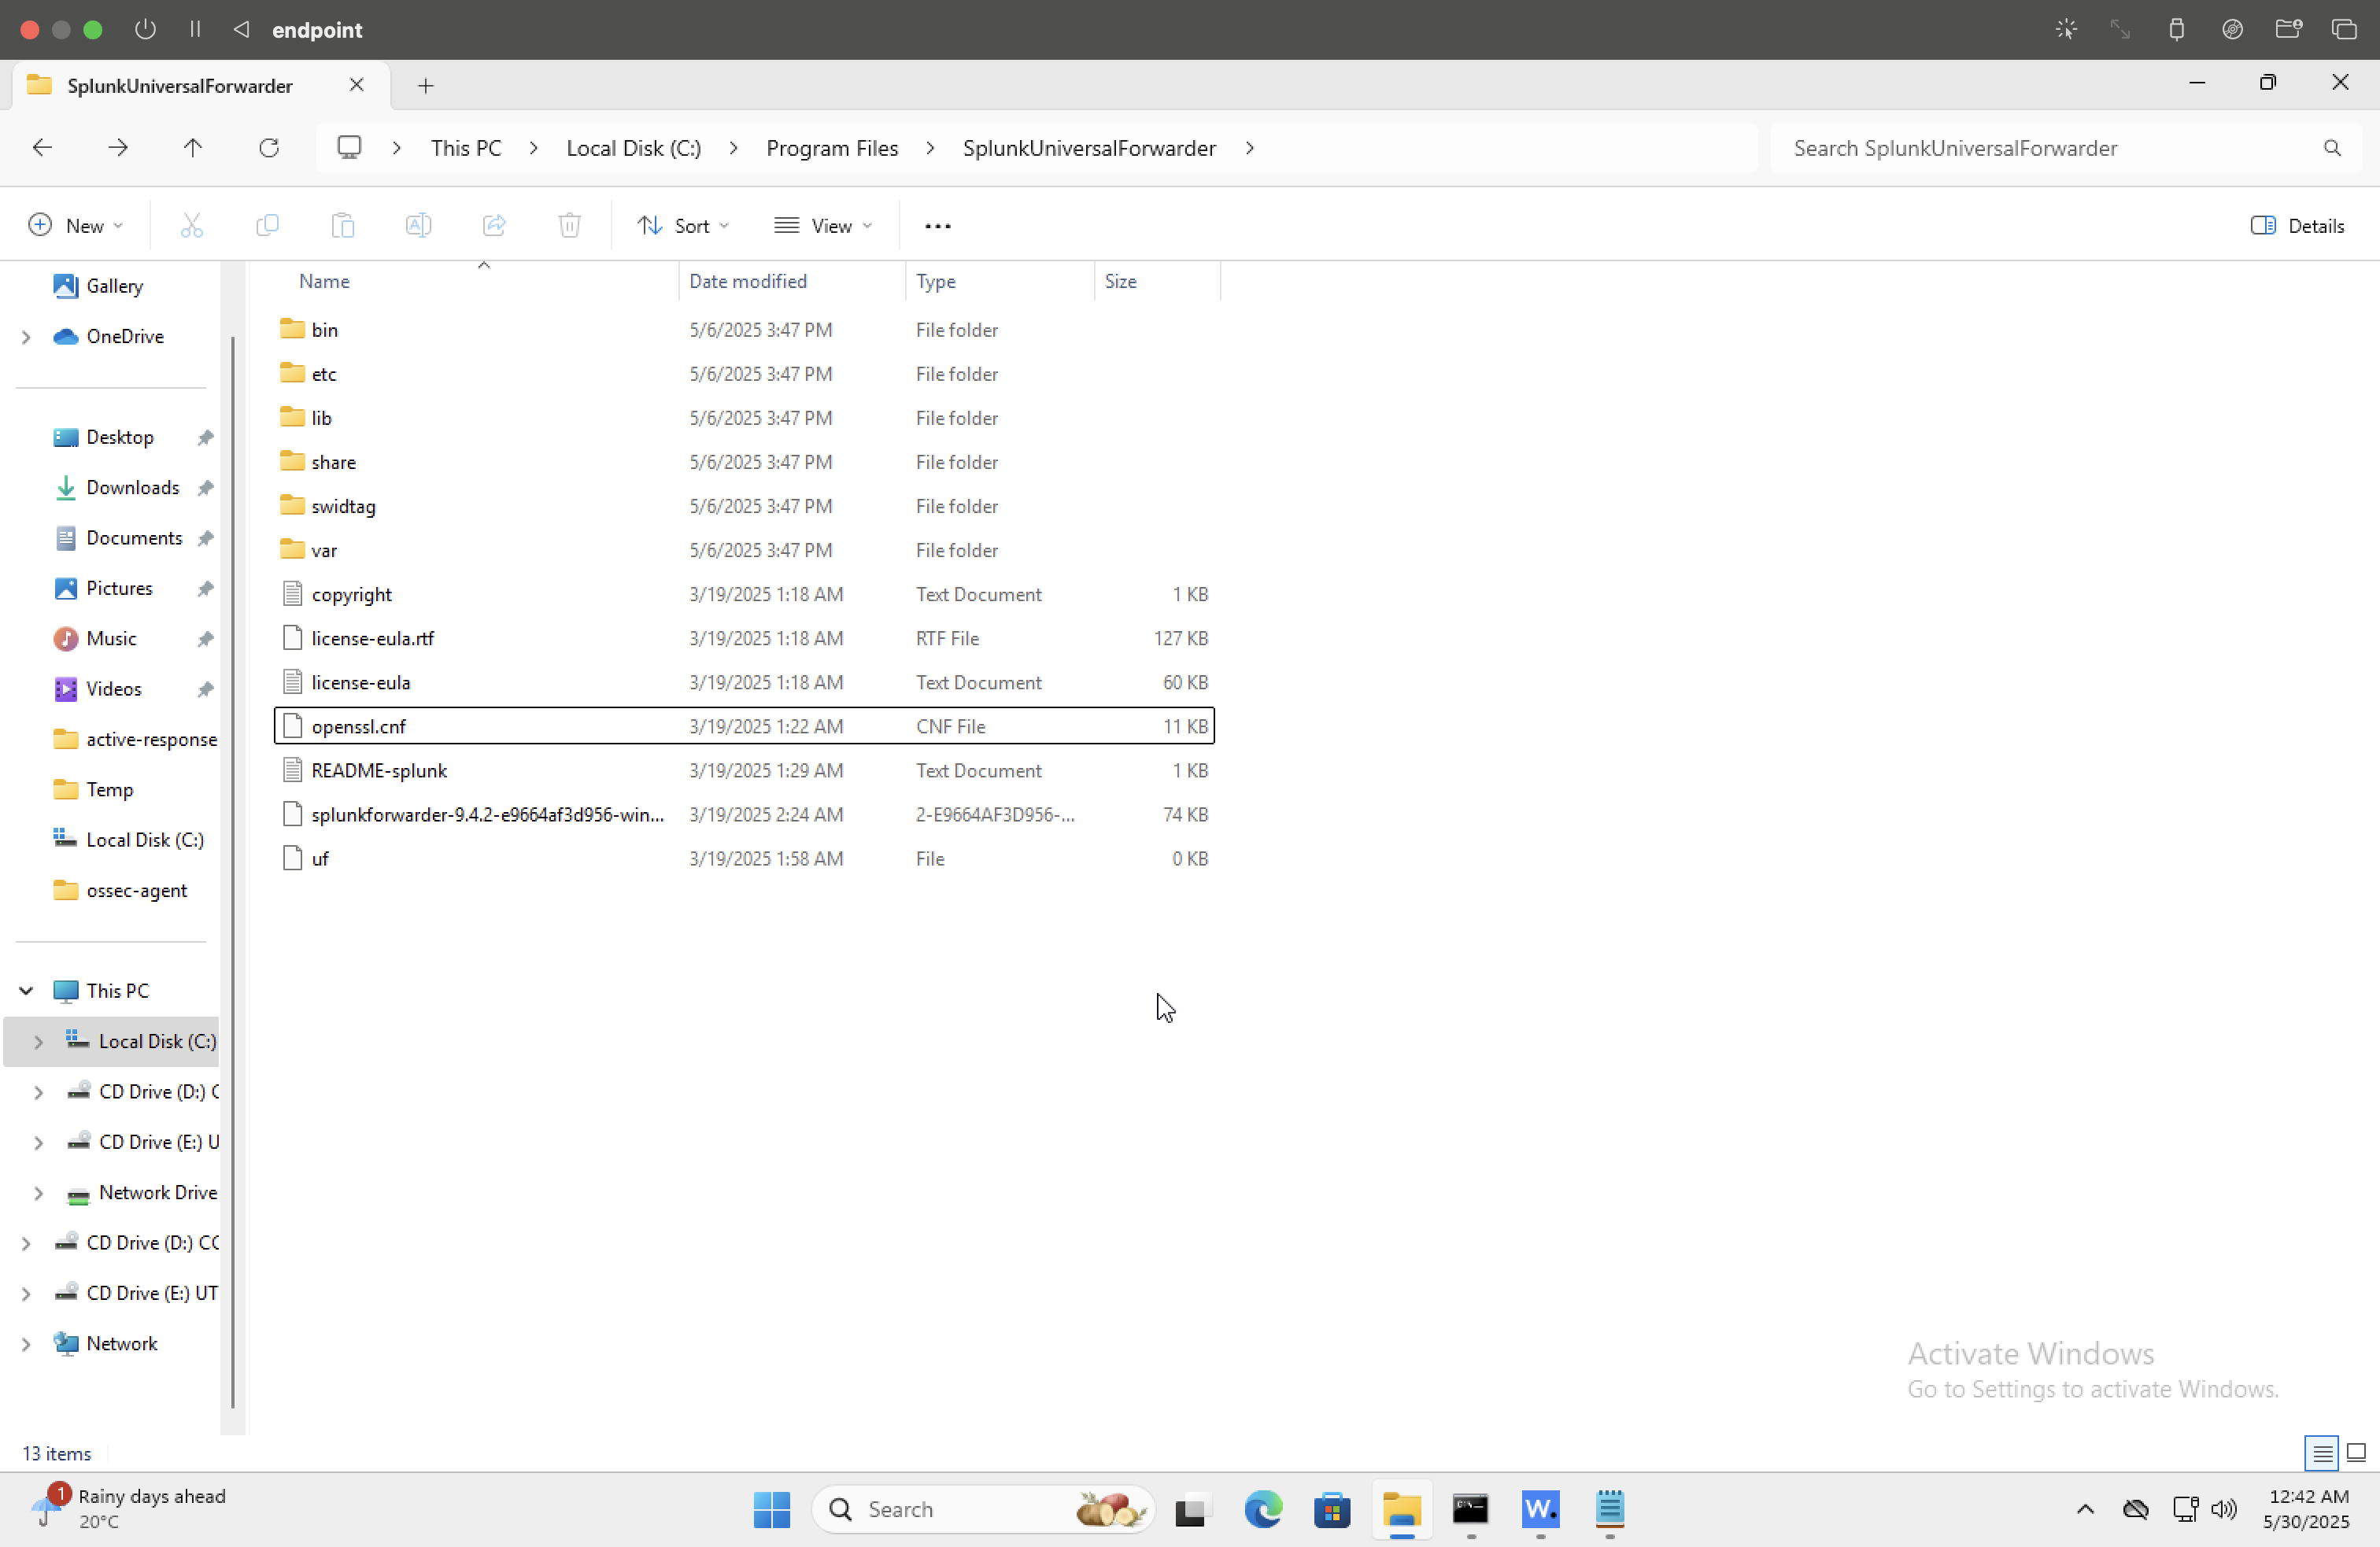 endpoint
SplunkUniversalForwarder
This PC > Local Disk (C:) > Program Files > SplunkUniversalForwarder >
Search SplunkUniversalForwarder
New
Sort
View
Details
Gallery
OneDrive
Desktop
Downloads
Documents
Pictures
Music
Videos
active-response
Temp
Local Disk (C:)
ossec-agent
This PC
Local Disk (C:)
CD Drive (D:) C
CD Drive (E:) U
Network Drive
CD Drive (D:) CC
CD Drive (E:) UT
Network
Name Date modified Type Size
bin 5/6/2025 3:47 PM File folder
etc 5/6/2025 3:47 PM File folder
lib 5/6/2025 3:47 PM File folder
share 5/6/2025 3:47 PM File folder
swidtag 5/6/2025 3:47 PM File folder
var 5/6/2025 3:47 PM File folder
copyright 3/19/2025 1:18 AM Text Document 1 KB
license-eula.rtf 3/19/2025 1:18 AM RTF File 127 KB
license-eula 3/19/2025 1:18 AM Text Document 60 KB
openssl.cnf 3/19/2025 1:22 AM CNF File 11 KB
README-splunk 3/19/2025 1:29 AM Text Document 1 KB
splunkforwarder-9.4.2-e9664af3d956-win... 3/19/2025 2:24 AM 2-E9664AF3D956-... 74 KB
uf 3/19/2025 1:58 AM File 0 KB
Activate Windows
Go to Settings to activate Windows.
13 items
1
Rainy days ahead
20°C
Search
W.
12:42 AM
5/30/2025